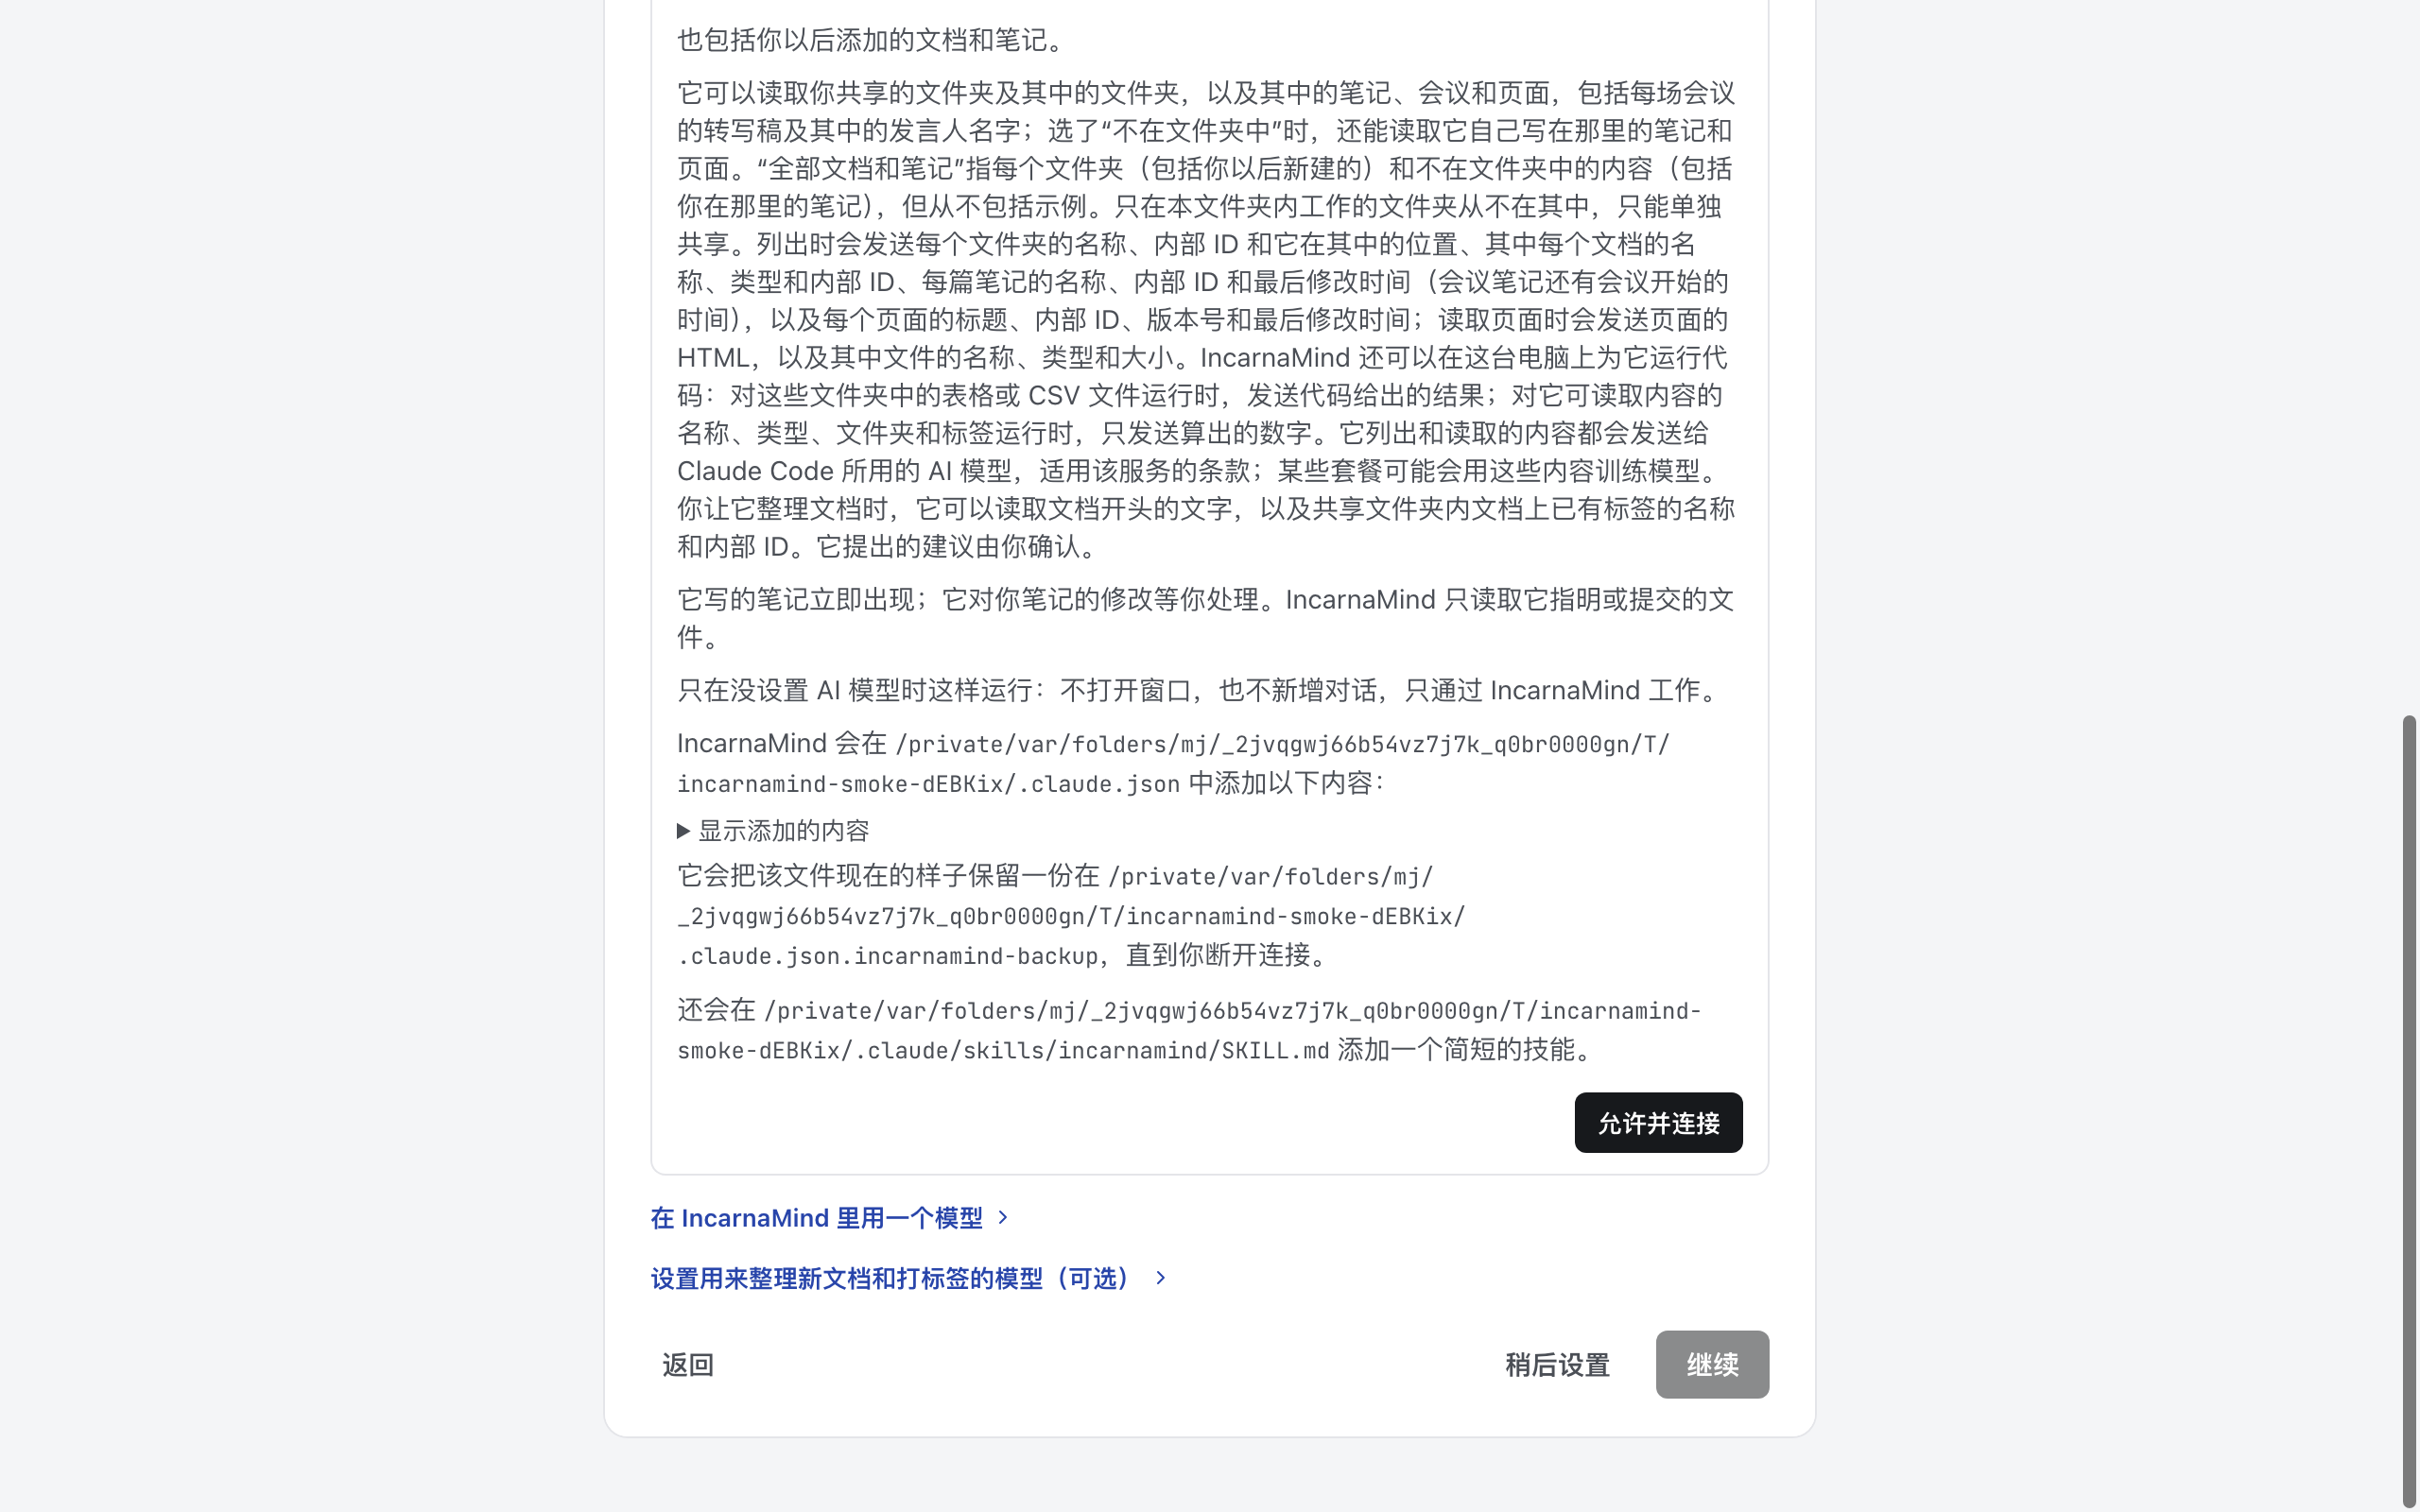 也包括你以后添加的文档和笔记。
它可以读取你共享的文件夹及其中的文件夹，以及其中的笔记、会议和页面，包括每场会议
的转写稿及其中的发言人名字；选了“不在文件夹中”时，还能读取它自己写在那里的笔记和
页面。“全部文档和笔记”指每个文件夹（包括你以后新建的）和不在文件夹中的内容（包括
你在那里的笔记），但从不包括示例。只在本文件夹内工作的文件夹从不在其中，只能单独
共享。列出时会发送每个文件夹的名称、内部 ID 和它在其中的位置、其中每个文档的名
称、类型和内部 ID、每篇笔记的名称、内部 ID 和最后修改时间（会议笔记还有会议开始的
时间），以及每个页面的标题、内部 ID、版本号和最后修改时间；读取页面时会发送页面的
HTML，以及其中文件的名称、类型和大小。IncarnaMind 还可以在这台电脑上为它运行代
码：对这些文件夹中的表格或 CSV 文件运行时，发送代码给出的结果；对它可读取内容的
名称、类型、文件夹和标签运行时，只发送算出的数字。它列出和读取的内容都会发送给
Claude Code 所用的 AI 模型，适用该服务的条款；某些套餐可能会用这些内容训练模型。
你让它整理文档时，它可以读取文档开头的文字，以及共享文件夹内文档上已有标签的名称
和内部 ID。它提出的建议由你确认。
它写的笔记立即出现；它对你笔记的修改等你处理。IncarnaMind 只读取它指明或提交的文
件。
只在没设置 AI 模型时这样运行：不打开窗口，也不新增对话，只通过 IncarnaMind 工作。
IncarnaMind 会在 /private/var/folders/mj/_2jvqgwj66b54vz7j7k_q0br0000gn/T/
incarnamind-smoke-dEBKix/.claude.json 中添加以下内容：
▶ 显示添加的内容
它会把该文件现在的样子保留一份在 /private/var/folders/mj/
_2jvqgwj66b54vz7j7k_q0br0000gn/T/incarnamind-smoke-dEBKix/
.claude.json.incarnamind-backup，直到你断开连接。
还会在 /private/var/folders/mj/_2jvqgwj66b54vz7j7k_q0br0000gn/T/incarnamind-
smoke-dEBKix/.claude/skills/incarnamind/SKILL.md 添加一个简短的技能。
允许并连接
在 IncarnaMind 里用一个模型
设置用来整理新文档和打标签的模型（可选）
返回
稍后设置
继续